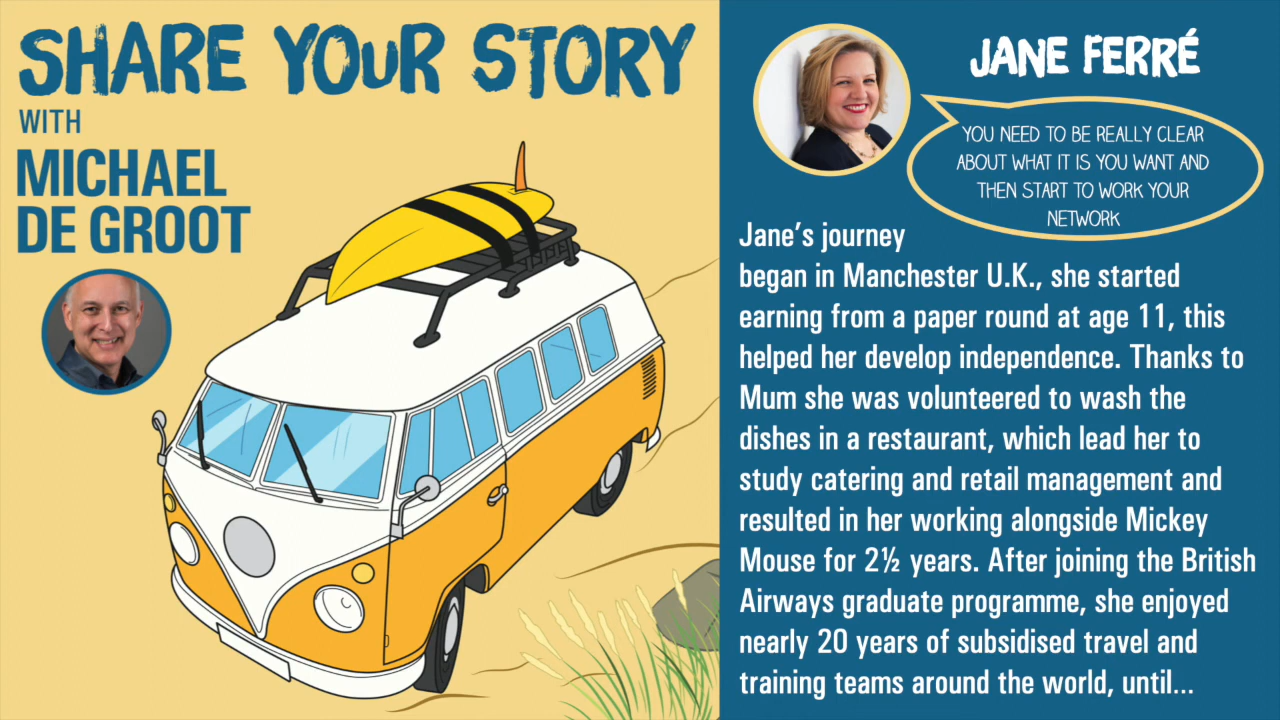 SHARE YOUR STORY
WITH
MICHAEL
DE GROOT
JANE FERRÉ
YOU NEED TO BE REALLY CLEAR
ABOUT WHAT IT IS YOU WANT AND
THEN START TO WORK YOUR
NETWORK
Jane's journey
began in Manchester U.K., she started
earning from a paper round at age 11, this
helped her develop independence. Thanks to
Mum she was volunteered to wash the
dishes in a restaurant, which lead her to
study catering and retail management and
resulted in her working alongside Mickey
Mouse for 2½ years. After joining the British
Airways graduate programme, she enjoyed
nearly 20 years of subsidised travel and
training teams around the world, until...